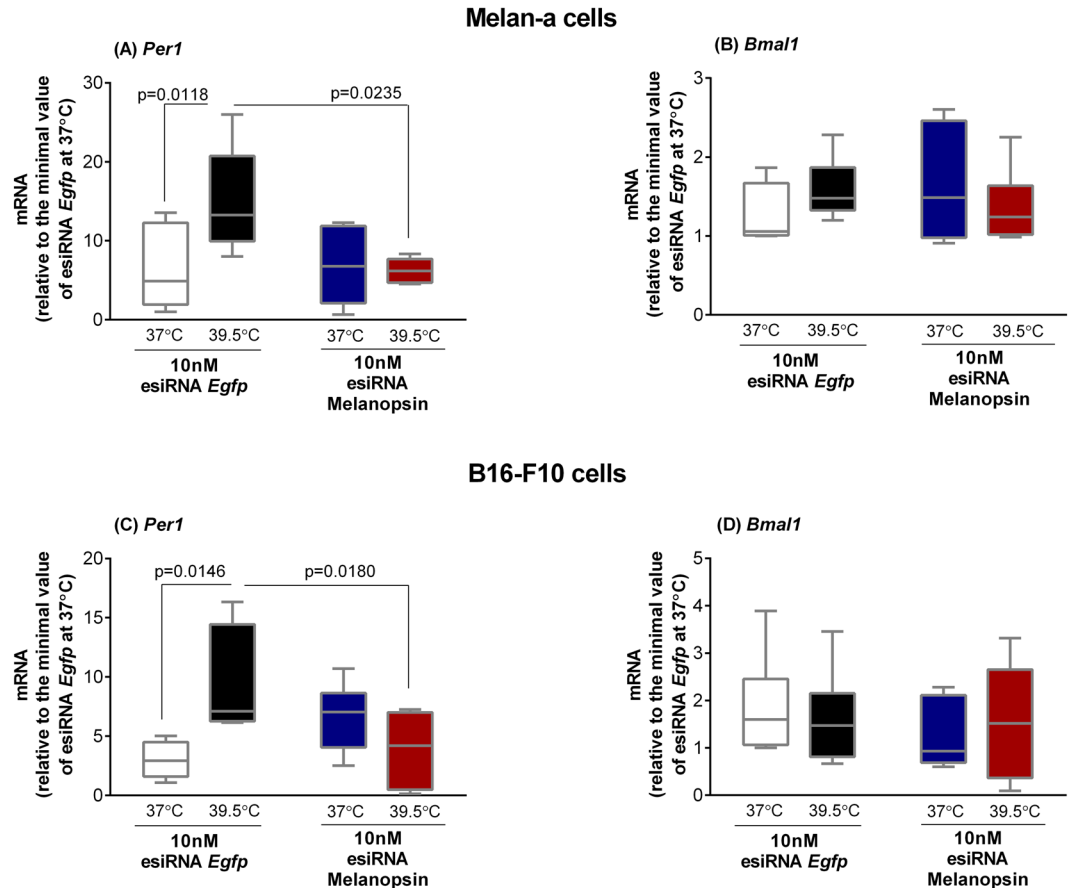 Melan-a cells
(A) Per1
mRNA
(relative to the minimal value
of esiRNA Egfp at 37°C)
30
20
10
0
p=0.0118
p=0.0235
37°C 39.5°C 37°C 39.5°C
10nM
esiRNA Egfp
10nM
esiRNA
Melanopsin
(B) Bmal1
mRNA
(relative to the minimal value
of esiRNA Egfp at 37°C)
3
2
1
0
37°C 39.5°C 37°C 39.5°C
10nM
esiRNA Egfp
10nM
esiRNA
Melanopsin
B16-F10 cells
(C) Per1
mRNA
(relative to the minimal value
of esiRNA Egfp at 37°C)
20
15
10
5
0
p=0.0146
p=0.0180
37°C 39.5°C 37°C 39.5°C
10nM
esiRNA Egfp
10nM
esiRNA
Melanopsin
(D) Bmal1
mRNA
(relative to the minimal value
of esiRNA Egfp at 37°C)
5
4
3
2
1
0
37°C 39.5°C 37°C 39.5°C
10nM
esiRNA Egfp
10nM
esiRNA
Melanopsin